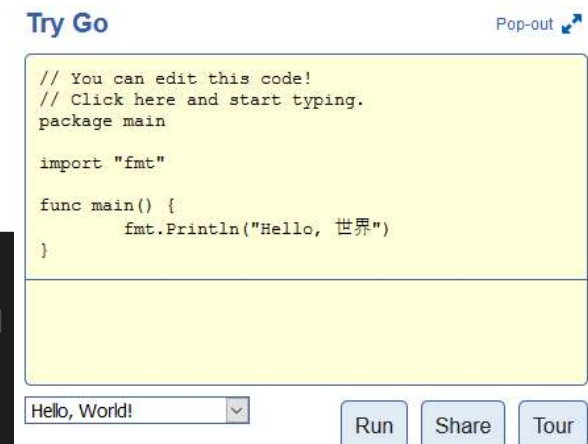 Try Go
Pop-out
// You can edit this code!
// Click here and start typing.
package main
import "fmt"
func main() {
fmt.Println("Hello, 世界")
}
Hello, World!
Run Share Tour